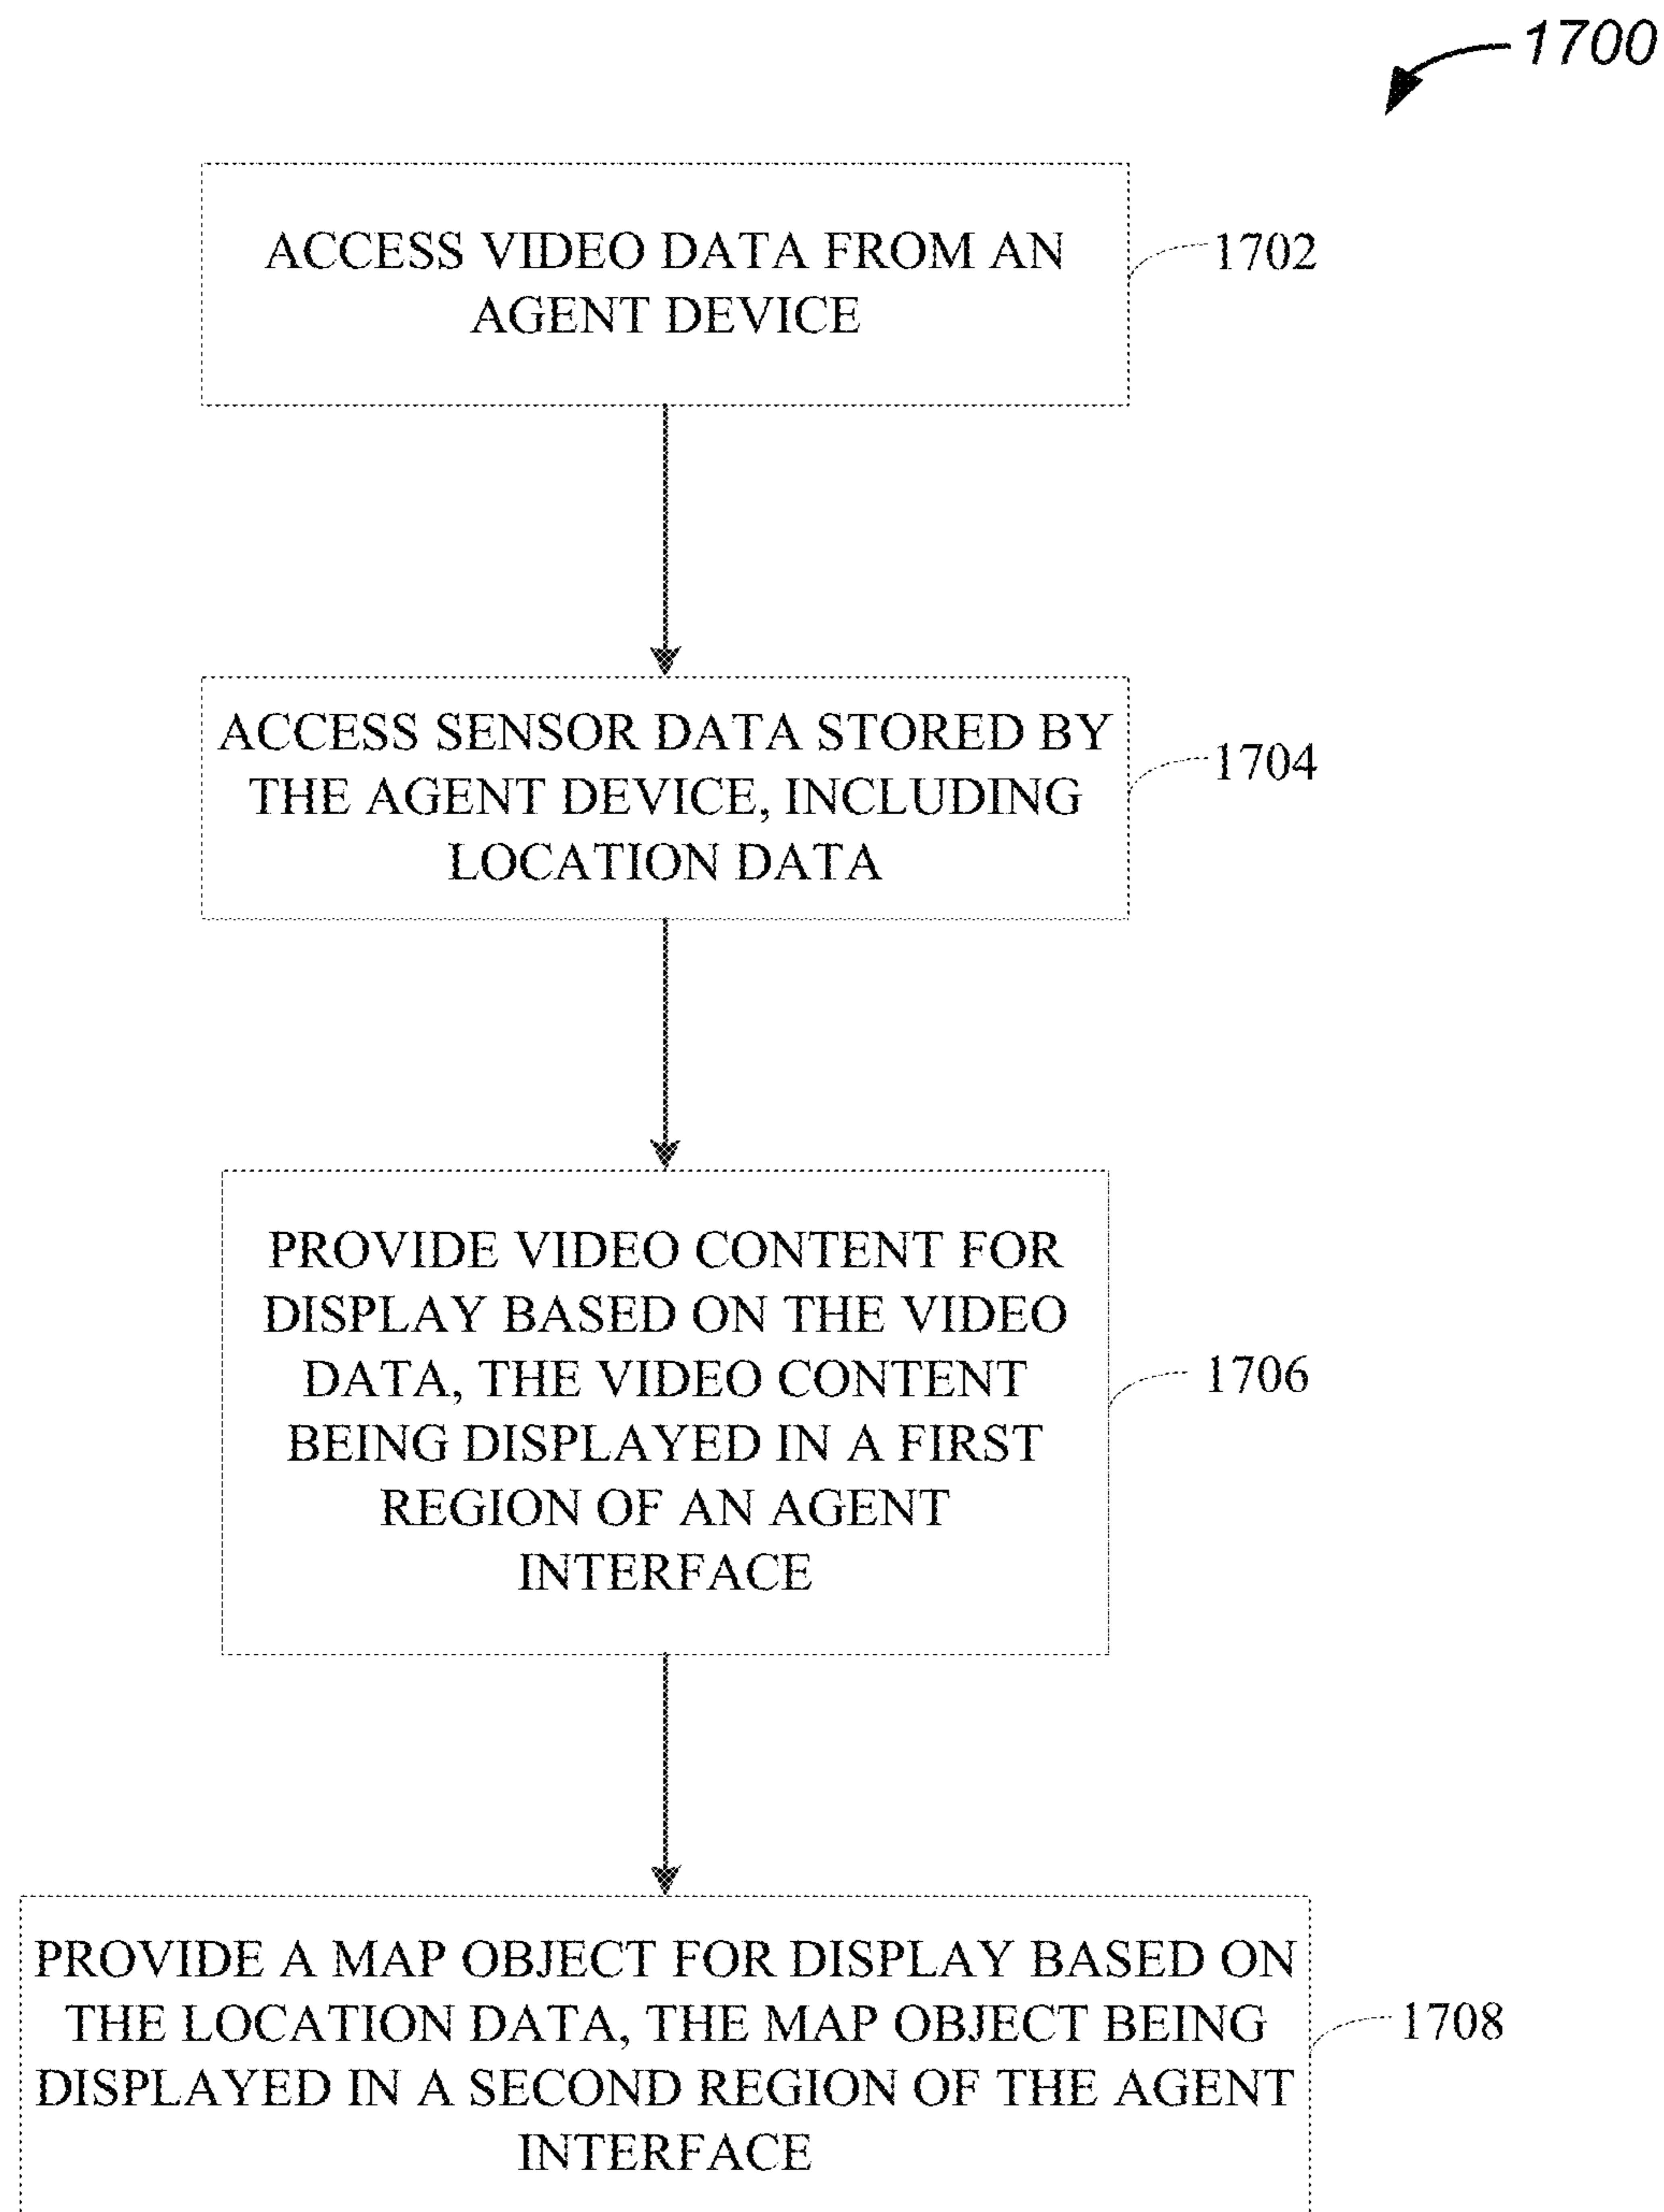 1700
ACCESS VIDEO DATA FROM AN
AGENT DEVICE
1702
ACCESS SENSOR DATA STORED BY
THE AGENT DEVICE, INCLUDING
LOCATION DATA
1704
PROVIDE VIDEO CONTENT FOR
DISPLAY BASED ON THE VIDEO
DATA, THE VIDEO CONTENT
BEING DISPLAYED IN A FIRST
REGION OF AN AGENT
INTERFACE
1706
PROVIDE A MAP OBJECT FOR DISPLAY BASED ON
THE LOCATION DATA, THE MAP OBJECT BEING
DISPLAYED IN A SECOND REGION OF THE AGENT
INTERFACE
1708